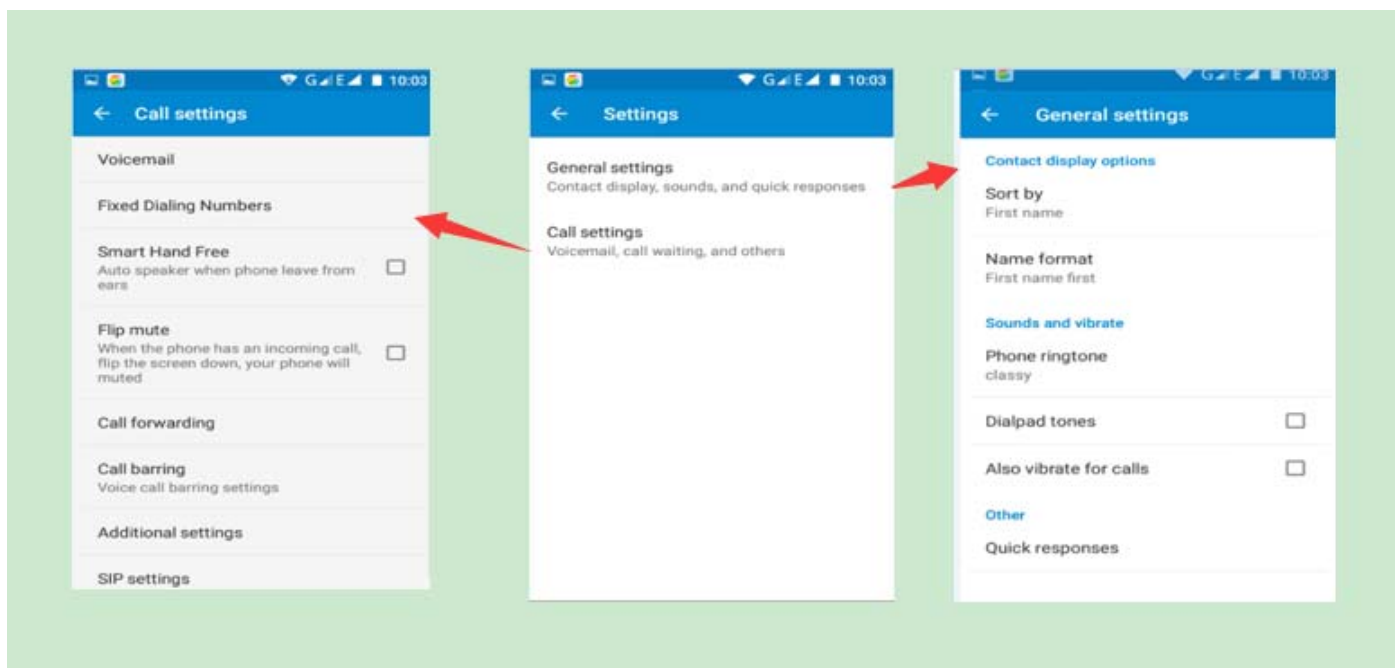 G E 10:03
Call settings
Voicemail
Fixed Dialing Numbers
Smart Hand Free
Auto speaker when phone leave from
ears
Flip mute
When the phone has an incoming call,
flip the screen down, your phone will
muted
Call forwarding
Call barring
Voice call barring settings
Additional settings
SIP settings
G E 10:03
Settings
General settings
Contact display, sounds, and quick responses
Call settings
Voicemail, call waiting, and others
G E 10:03
General settings
Contact display options
Sort by
First name
Name format
First name first
Sounds and vibrate
Phone ringtone
classy
Dialpad tones
Also vibrate for calls
Other
Quick responses